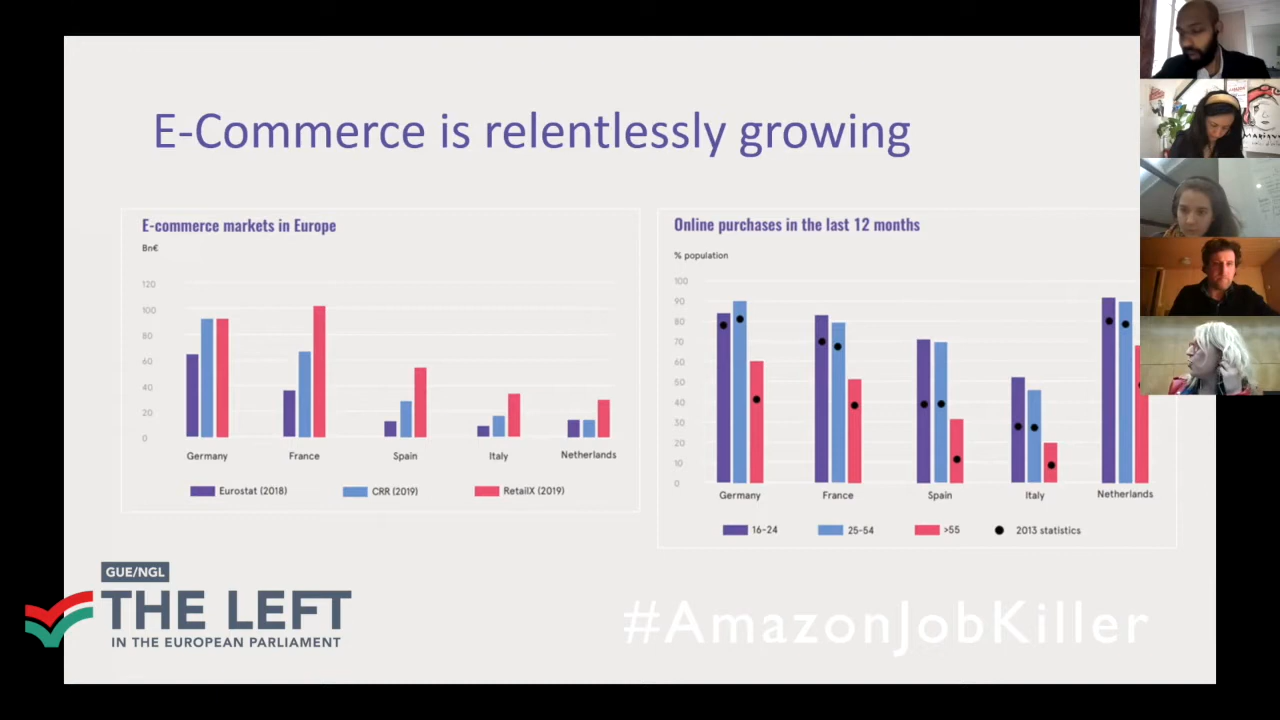 E-Commerce is relentlessly growing
E-commerce markets in Europe
Bn€
120
100
80
60
40
20
0
Germany
France
Spain
Italy
Netherlands
Eurostat (2018)
CRR (2019)
RetailX (2019)
Online purchases in the last 12 months
% population
100
90
80
70
60
50
40
30
20
10
0
Germany
France
Spain
Italy
Netherlands
16-24
25-54
>55
2013 statistics
GUE/NGL
THE LEFT
IN THE EUROPEAN PARLIAMENT
#AmazonJobKiller